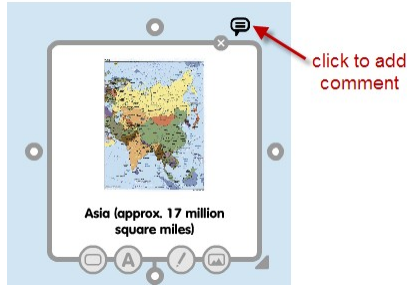 click to add
comment
Asia (approx. 17 million
square miles)
A